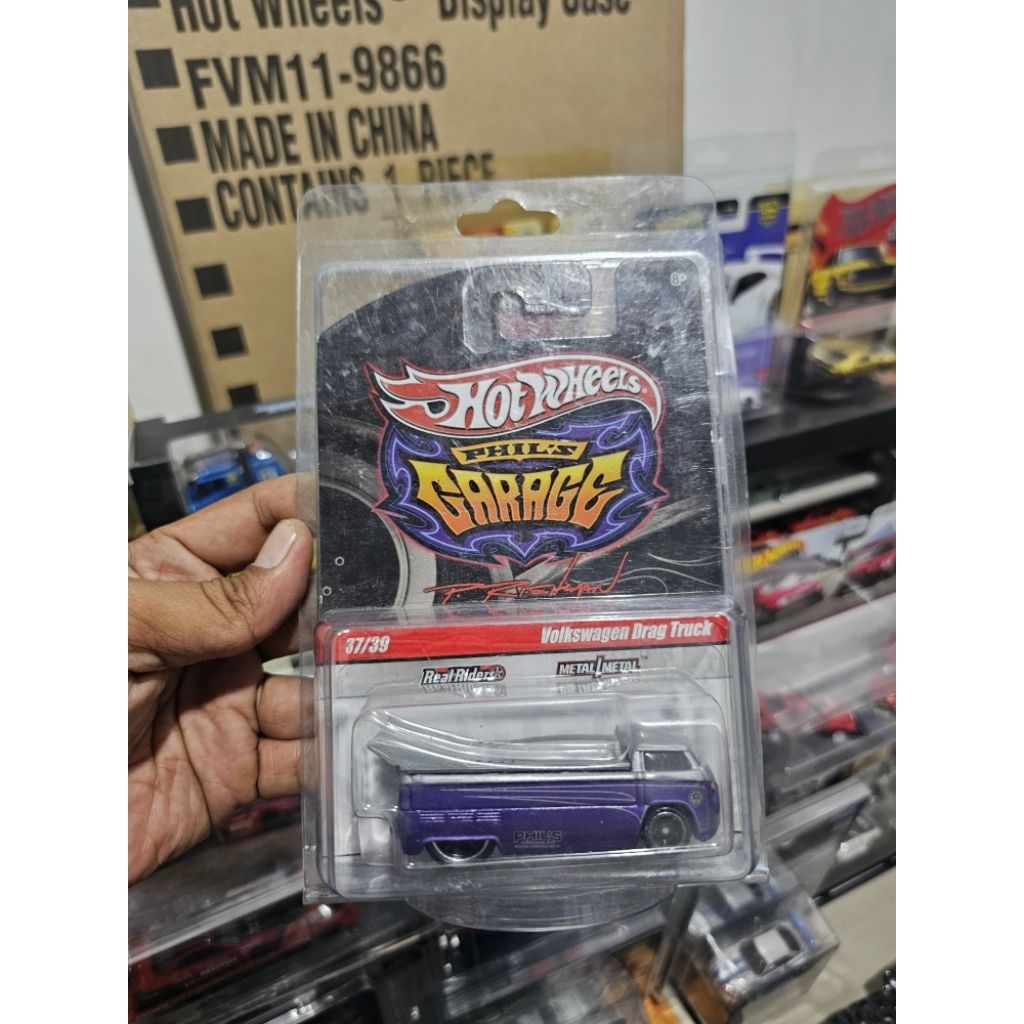 Hot Wheels® Display Case
FVM11-9866
MADE IN CHINA
CONTAINS 1 PIECE
8+
HOT WHEELS
PHIL'S
GARAGE
37/39
Volkswagen Drag Truck
Real Riders
METAL/METAL™
PHIL'S